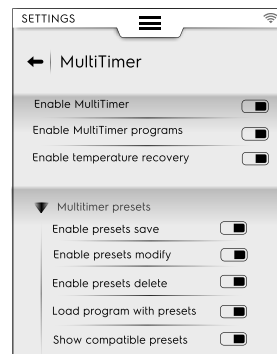 SETTINGS
MultiTimer
Enable MultiTimer
Enable MultiTimer programs
Enable temperature recovery
Multitimer presets
Enable presets save
Enable presets modify
Enable presets delete
Load program with presets
Show compatible presets